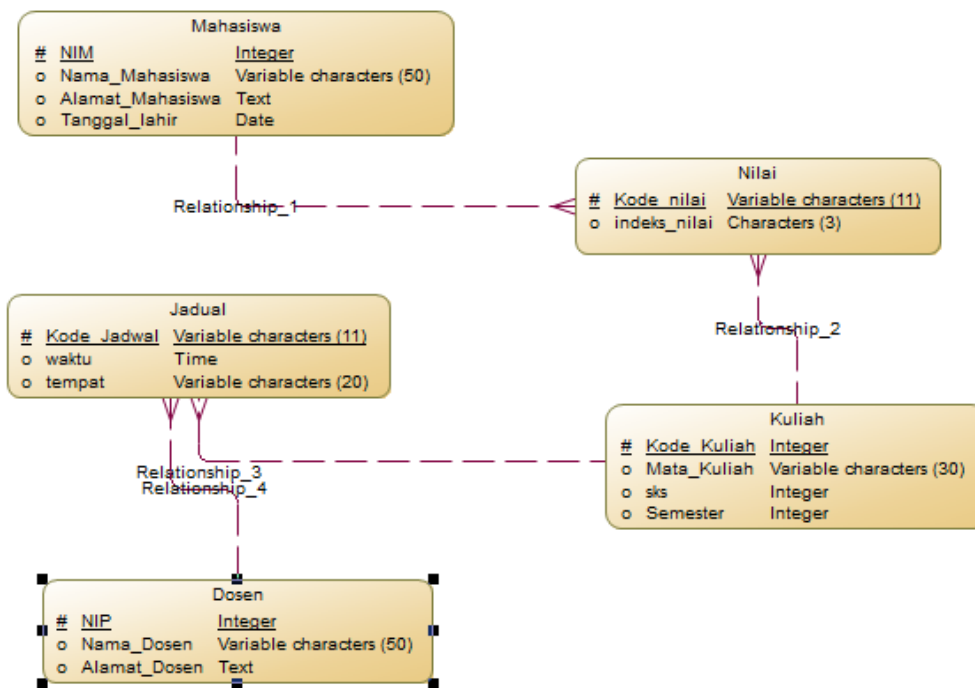 Mahasiswa
# NIM Integer
o Nama_Mahasiswa Variable characters (50)
o Alamat_Mahasiswa Text
o Tanggal_lahir Date
Relationship_1
Nilai
# Kode_nilai Variable characters (11)
o indeks_nilai Characters (3)
Relationship_2
Jadual
# Kode_Jadwal Variable characters (11)
o waktu Time
o tempat Variable characters (20)
Kuliah
# Kode_Kuliah Integer
o Mata_Kuliah Variable characters (30)
o sks Integer
o Semester Integer
Relationship_3
Relationship_4
Dosen
# NIP Integer
o Nama_Dosen Variable characters (50)
o Alamat_Dosen Text